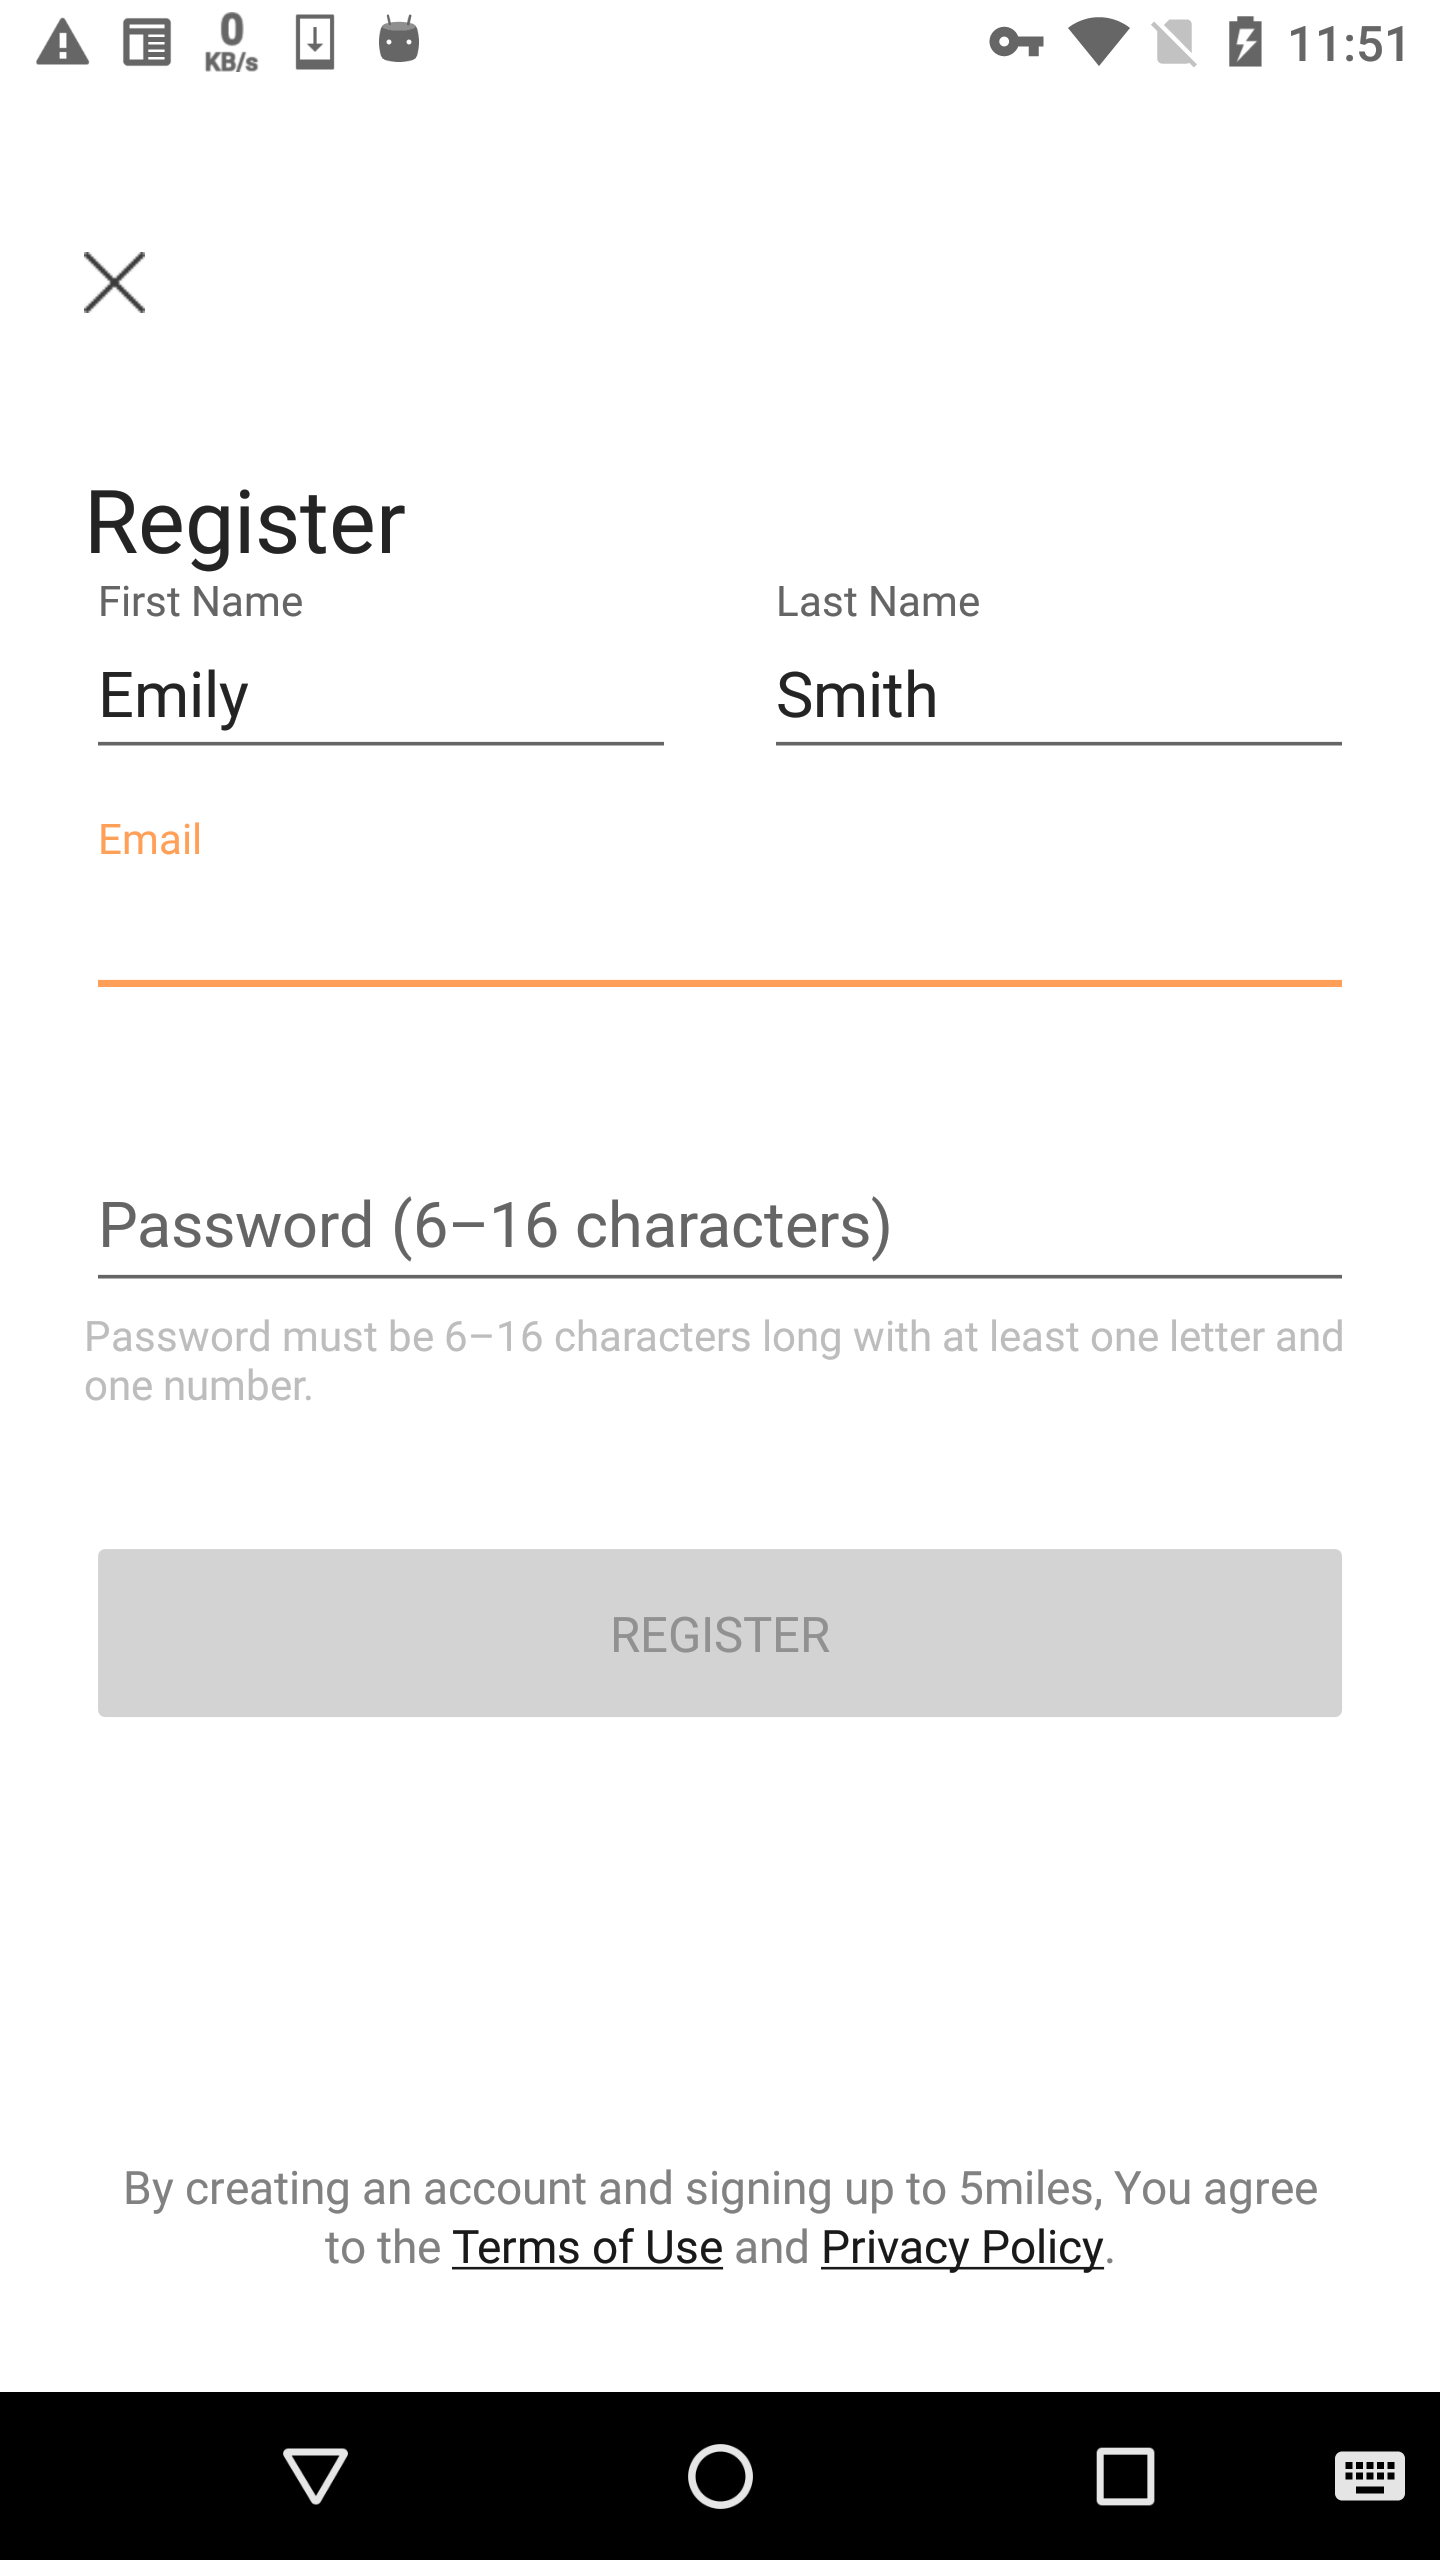 0
KB/s
11:51
Register
First Name
Last Name
Emily
Smith
Email
Password (6–16 characters)
Password must be 6–16 characters long with at least one letter and
one number.
REGISTER
By creating an account and signing up to 5miles, You agree
to the Terms of Use and Privacy Policy.